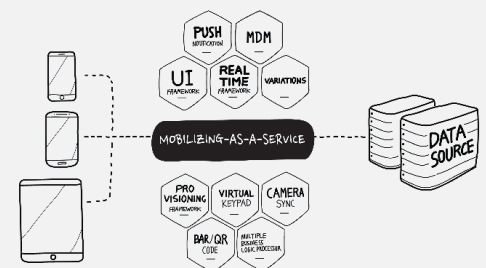 PUSH
NOTIFICATION
MDM
UI
FRAMEWORK
REAL
TIME
FRAMEWORK
VARIATIONS
MOBILIZING-AS-A-SERVICE
DATA
SOURCE
PRO
VISIONING
FRAMEWORK
VIRTUAL
KEYPAD
CAMERA
SYNC
BAR/QR
CODE
MULTIPLE
BUSINESS
LOGIC PROCESSOR